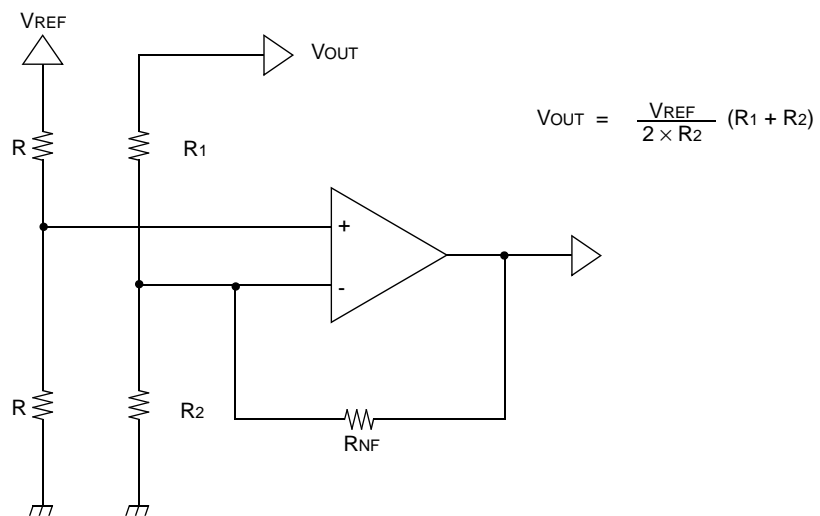 VREF
VOUT
VOUT = VREF / 2 × R2 (R1 + R2)
R
R1
+
-
R
R2
RNF